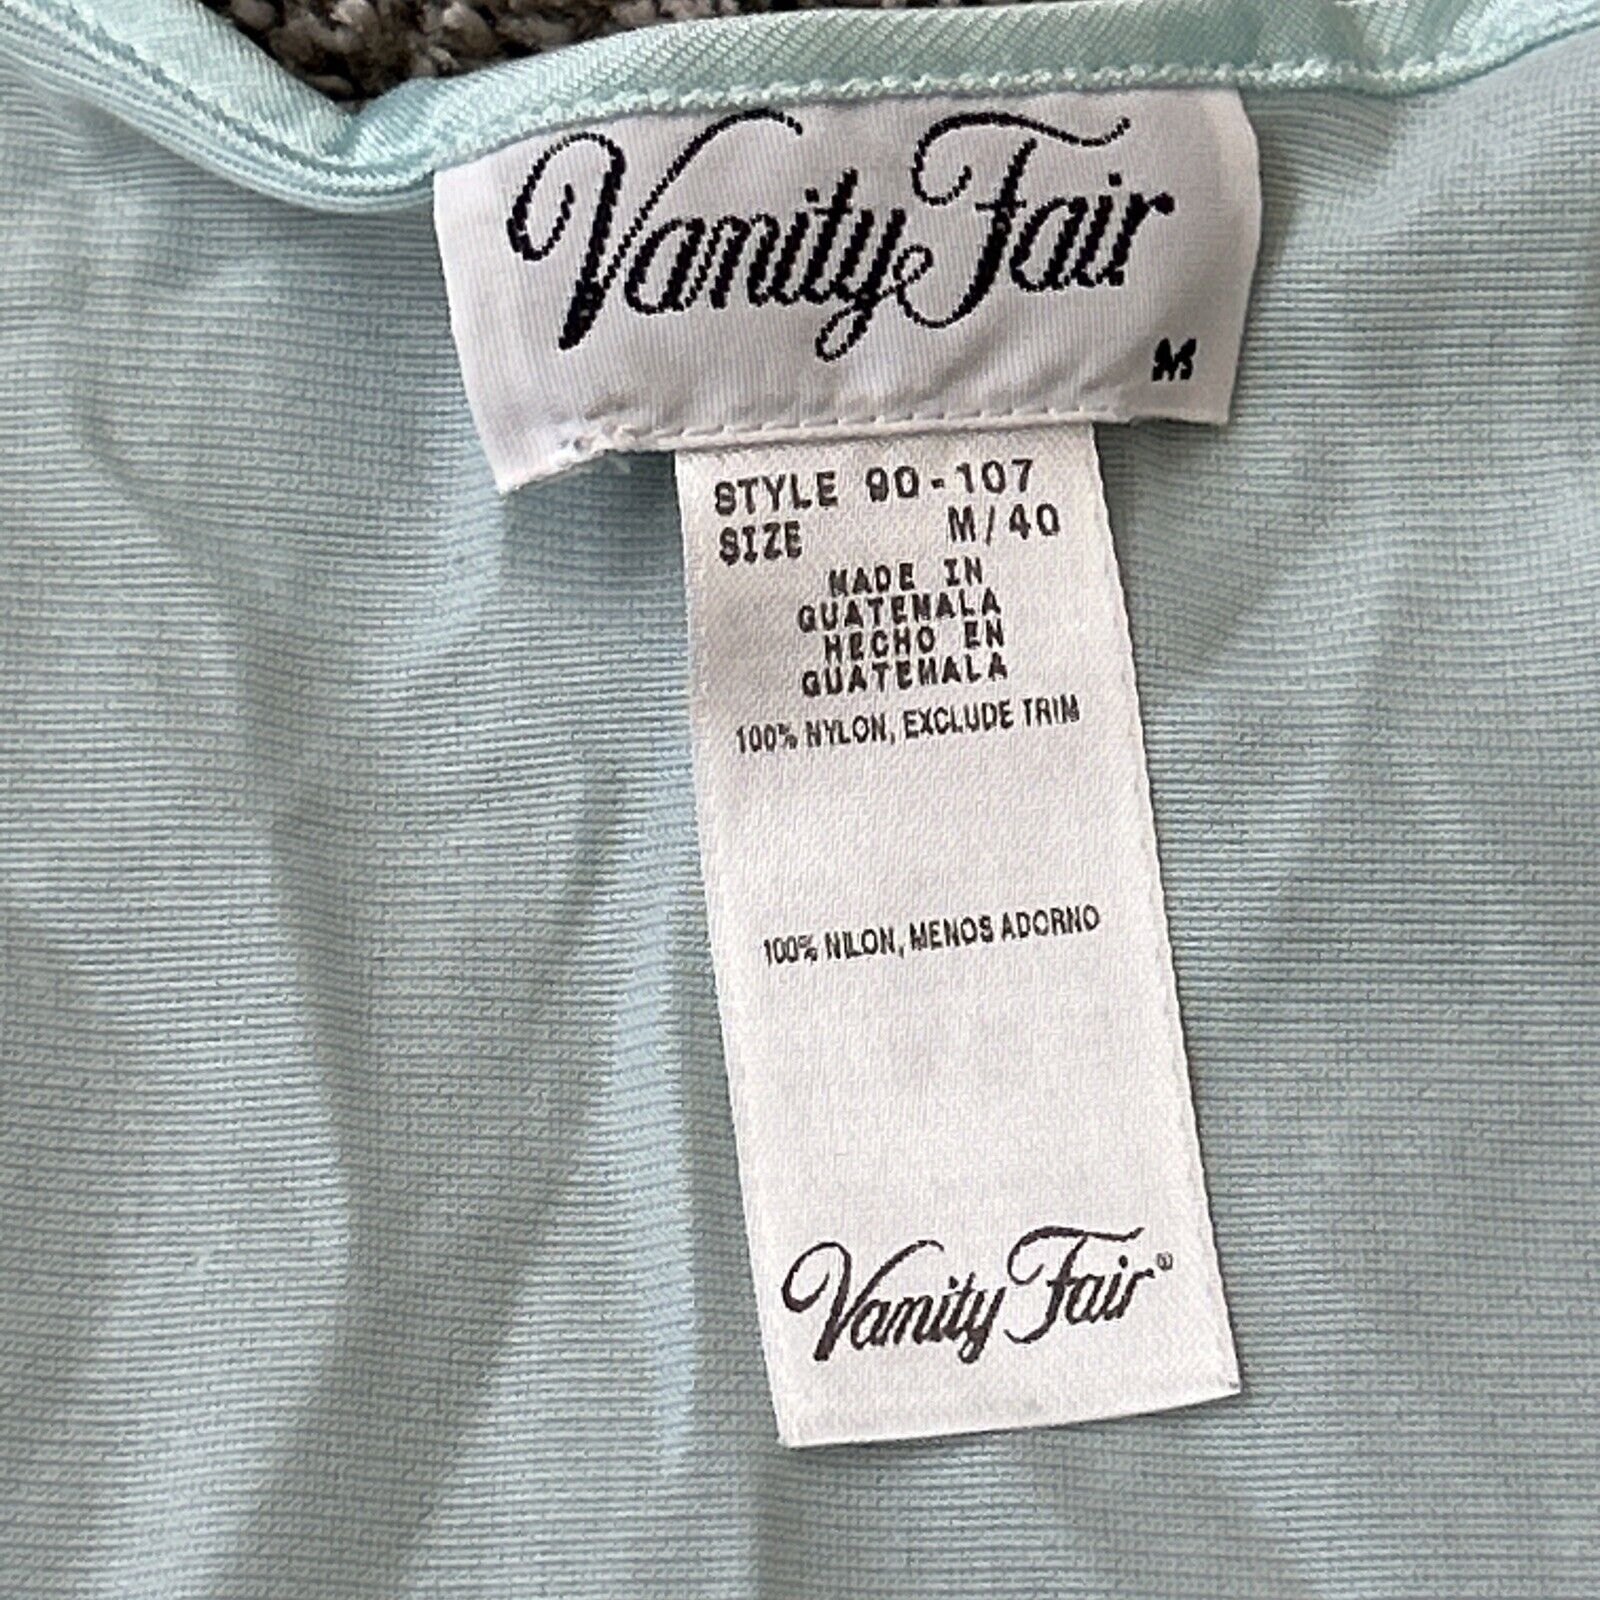 Vanity Fair
M
STYLE 90-107
SIZE M/40
MADE IN
GUATEMALA
HECHO EN
GUATEMALA
100% NYLON, EXCLUDE TRIM
100% NILON, MENOS ADORNO
Vanity Fair®